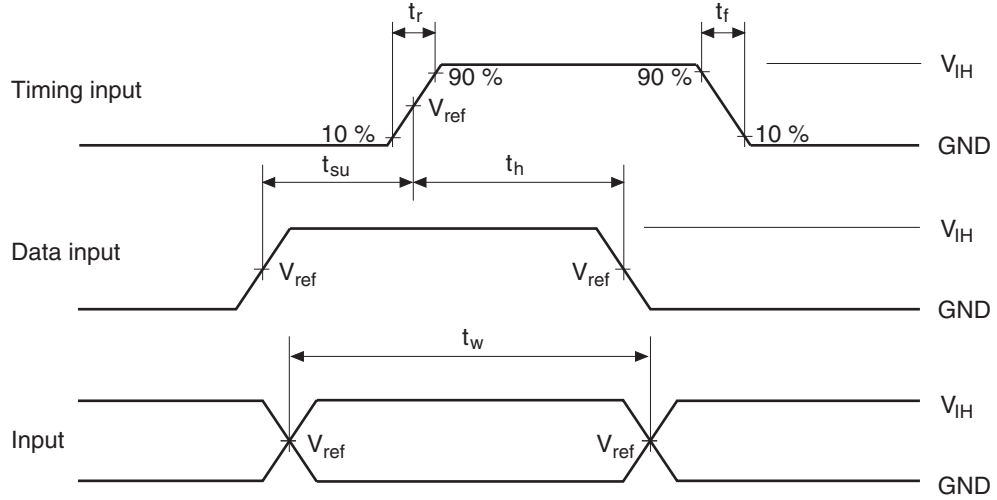 tr tf
VIH
Timing input 90 % 90 %
Vref
10 % 10 %
GND
tsu th
VIH
Data input
Vref Vref
GND
tw
VIH
Input Vref Vref
GND